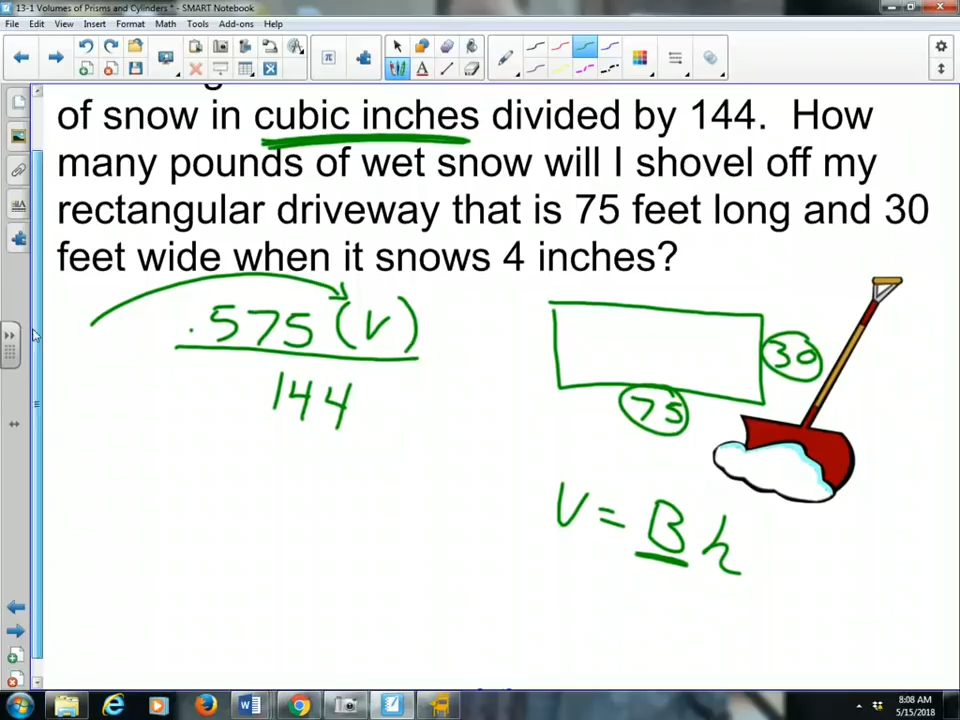 13-1 Volumes of Prisms and Cylinders * - SMART Notebook
File Edit View Insert Format Math Tools Add-ons Help
of snow in cubic inches divided by 144. How
many pounds of wet snow will I shovel off my
rectangular driveway that is 75 feet long and 30
feet wide when it snows 4 inches?
.575 (V)
144
30
75
V = B h
8:08 AM
5/15/2018